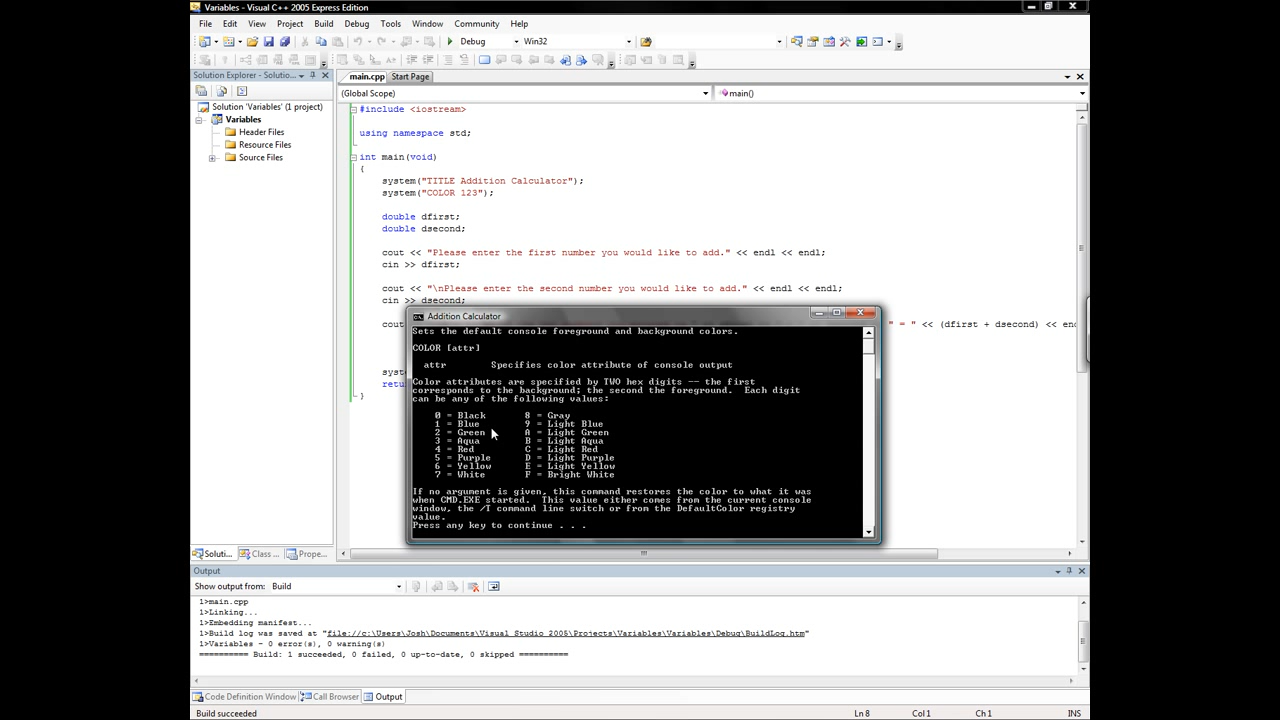 Variables - Visual C++ 2005 Express Edition
File Edit View Project Build Debug Tools Window Community Help
Debug Win32
Solution Explorer - Solutio...
main.cpp Start Page
(Global Scope) main()
Solution 'Variables' (1 project)
Variables
Header Files
Resource Files
Source Files
#include <iostream>
using namespace std;
int main(void)
{
system("TITLE Addition Calculator");
system("COLOR 123");
double dfirst;
double dsecond;
cout << "Please enter the first number you would like to add." << endl << endl;
cin >> dfirst;
cout << "\nPlease enter the second number you would like to add." << endl << endl;
cin >> dsecond;
cout " = " << (dfirst + dsecond) << en
sys
ret
}
Addition Calculator
Sets the default console foreground and background colors.
COLOR [attr]
attr Specifies color attribute of console output
Color attributes are specified by TWO hex digits -- the first
corresponds to the background; the second the foreground. Each digit
can be any of the following values:
0 = Black 8 = Gray
1 = Blue 9 = Light Blue
2 = Green A = Light Green
3 = Aqua B = Light Aqua
4 = Red C = Light Red
5 = Purple D = Light Purple
6 = Yellow E = Light Yellow
7 = White F = Bright White
If no argument is given, this command restores the color to what it was
when CMD.EXE started. This value either comes from the current console
window, the /T command line switch or from the DefaultColor registry
value.
Press any key to continue . . .
Soluti... Class ... Prope...
Output
Show output from: Build
1>main.cpp
1>Linking...
1>Embedding manifest...
1>Build log was saved at "file://c:\Users\Josh\Documents\Visual Studio 2005\Projects\Variables\Variables\Debug\BuildLog.htm"
1>Variables - 0 error(s), 0 warning(s)
========== Build: 1 succeeded, 0 failed, 0 up-to-date, 0 skipped ==========
Code Definition Window Call Browser Output
Build succeeded Ln 8 Col 1 Ch 1 INS